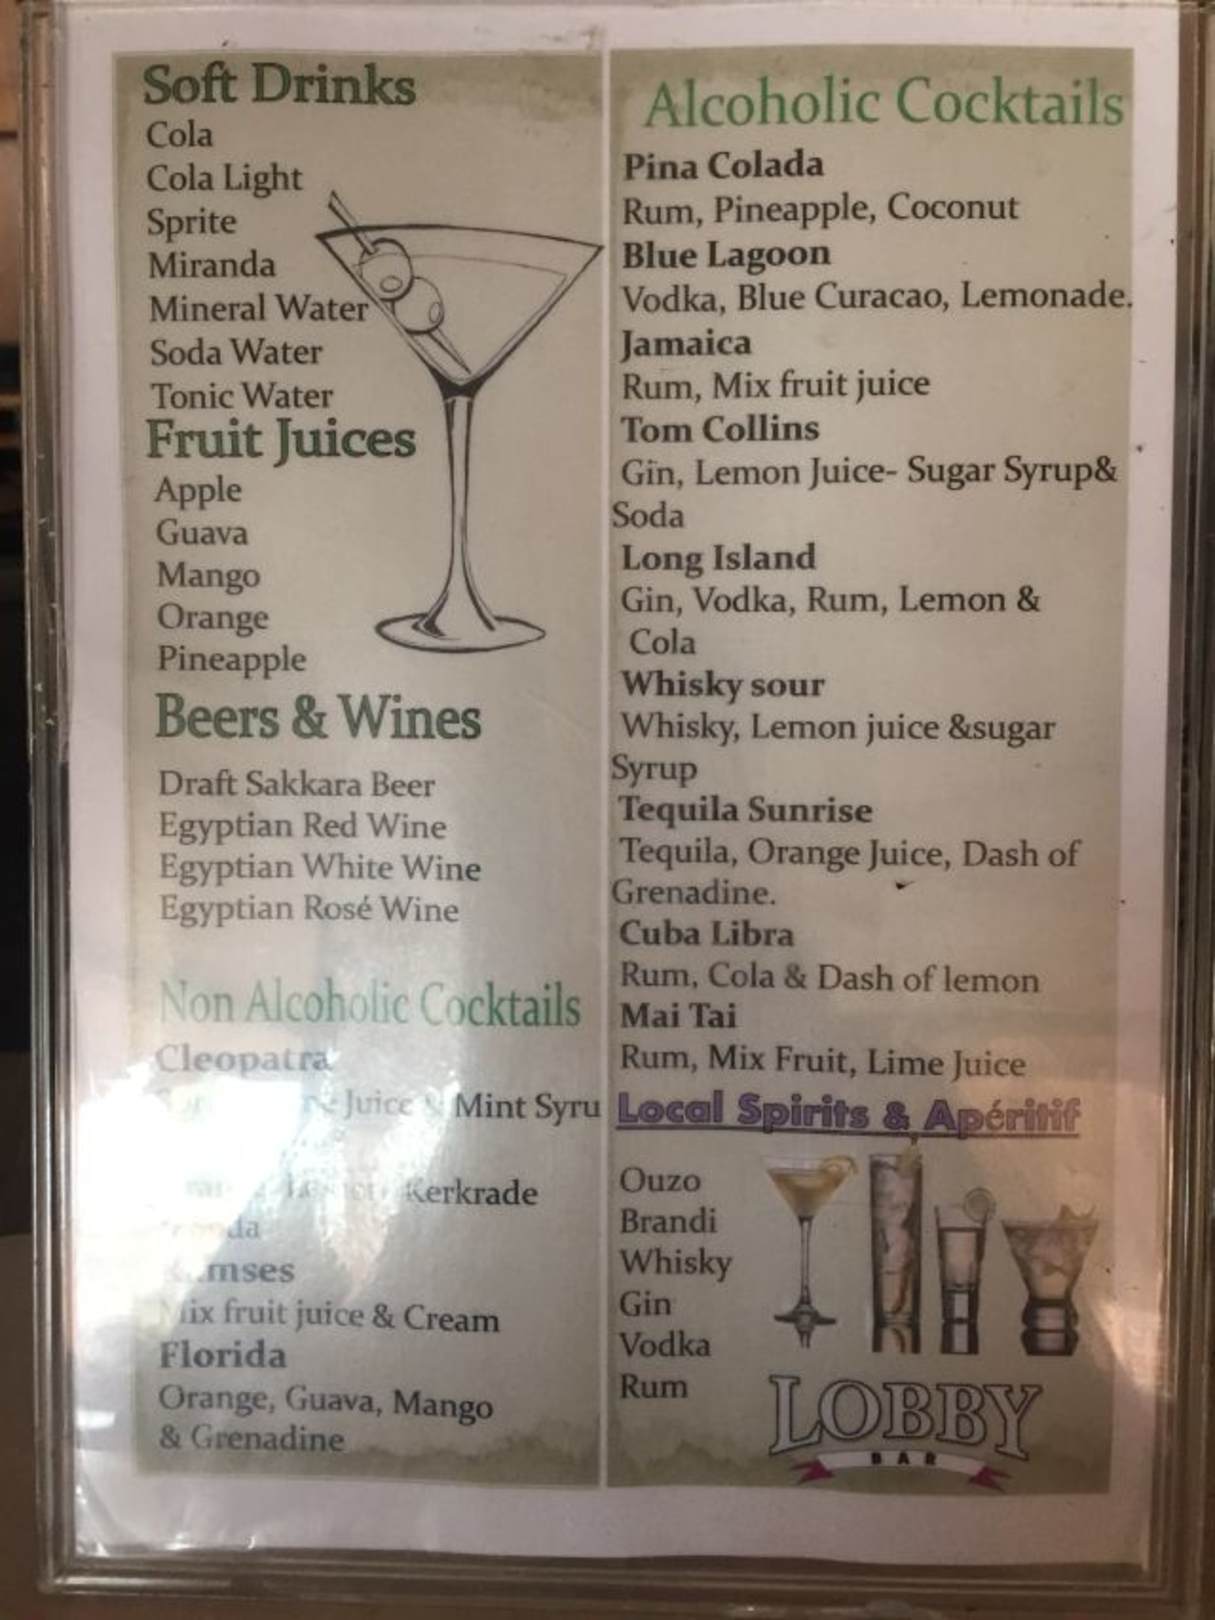 Soft Drinks
Cola
Cola Light
Sprite
Miranda
Mineral Water
Soda Water
Tonic Water
Fruit Juices
Apple
Guava
Mango
Orange
Pineapple
Beers & Wines
Draft Sakkara Beer
Egyptian Red Wine
Egyptian White Wine
Egyptian Rosé Wine
Non Alcoholic Cocktails
Cleopatra
Juice & Mint Syru
Kerkrade
Mix fruit juice & Cream
Florida
Orange, Guava, Mango
& Grenadine
Alcoholic Cocktails
Pina Colada
Rum, Pineapple, Coconut
Blue Lagoon
Vodka, Blue Curacao, Lemonade.
Jamaica
Rum, Mix fruit juice
Tom Collins
Gin, Lemon Juice- Sugar Syrup&
Soda
Long Island
Gin, Vodka, Rum, Lemon &
Cola
Whisky sour
Whisky, Lemon juice &sugar
Syrup
Tequila Sunrise
Tequila, Orange Juice, Dash of
Grenadine.
Cuba Libra
Rum, Cola & Dash of lemon
Mai Tai
Rum, Mix Fruit, Lime Juice
Local Spirits & Apéritif
Ouzo
Brandi
Whisky
Gin
Vodka
Rum
LOBBY
BAR